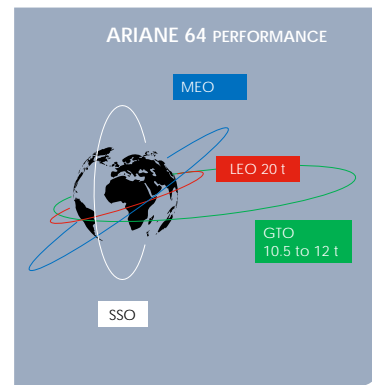 ARIANE 64 PERFORMANCE
MEO
LEO 20 t
GTO
10.5 to 12 t
SSO